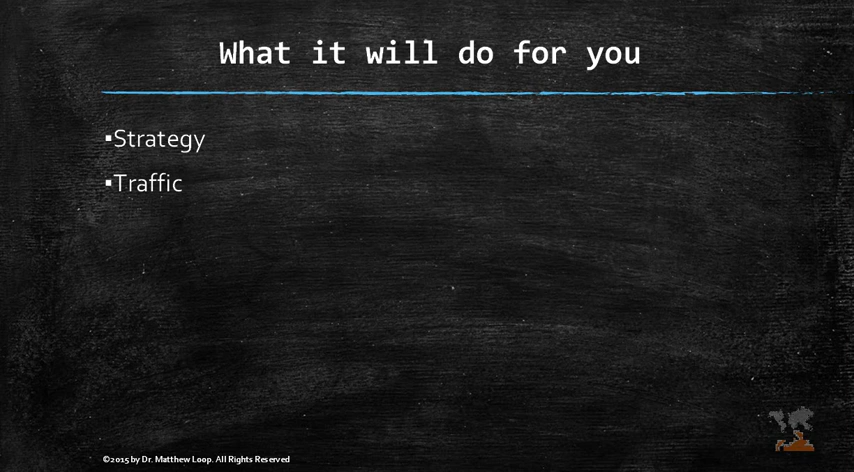 What it will do for you
▪Strategy
▪Traffic
©2015 by Dr. Matthew Loop. All Rights Reserved